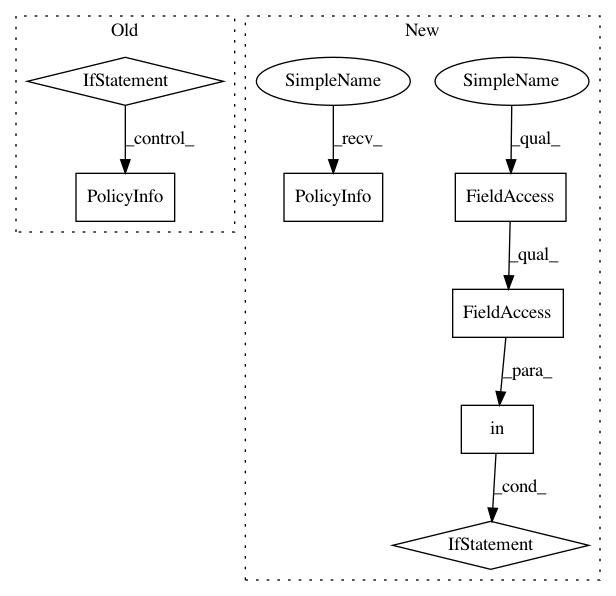 Old
New
IfStatement
SimpleName
SimpleName
_control_
_recv_
_qual_
PolicyInfo
PolicyInfo
FieldAccess
_qual_
FieldAccess
_para_
in
_cond_
IfStatement